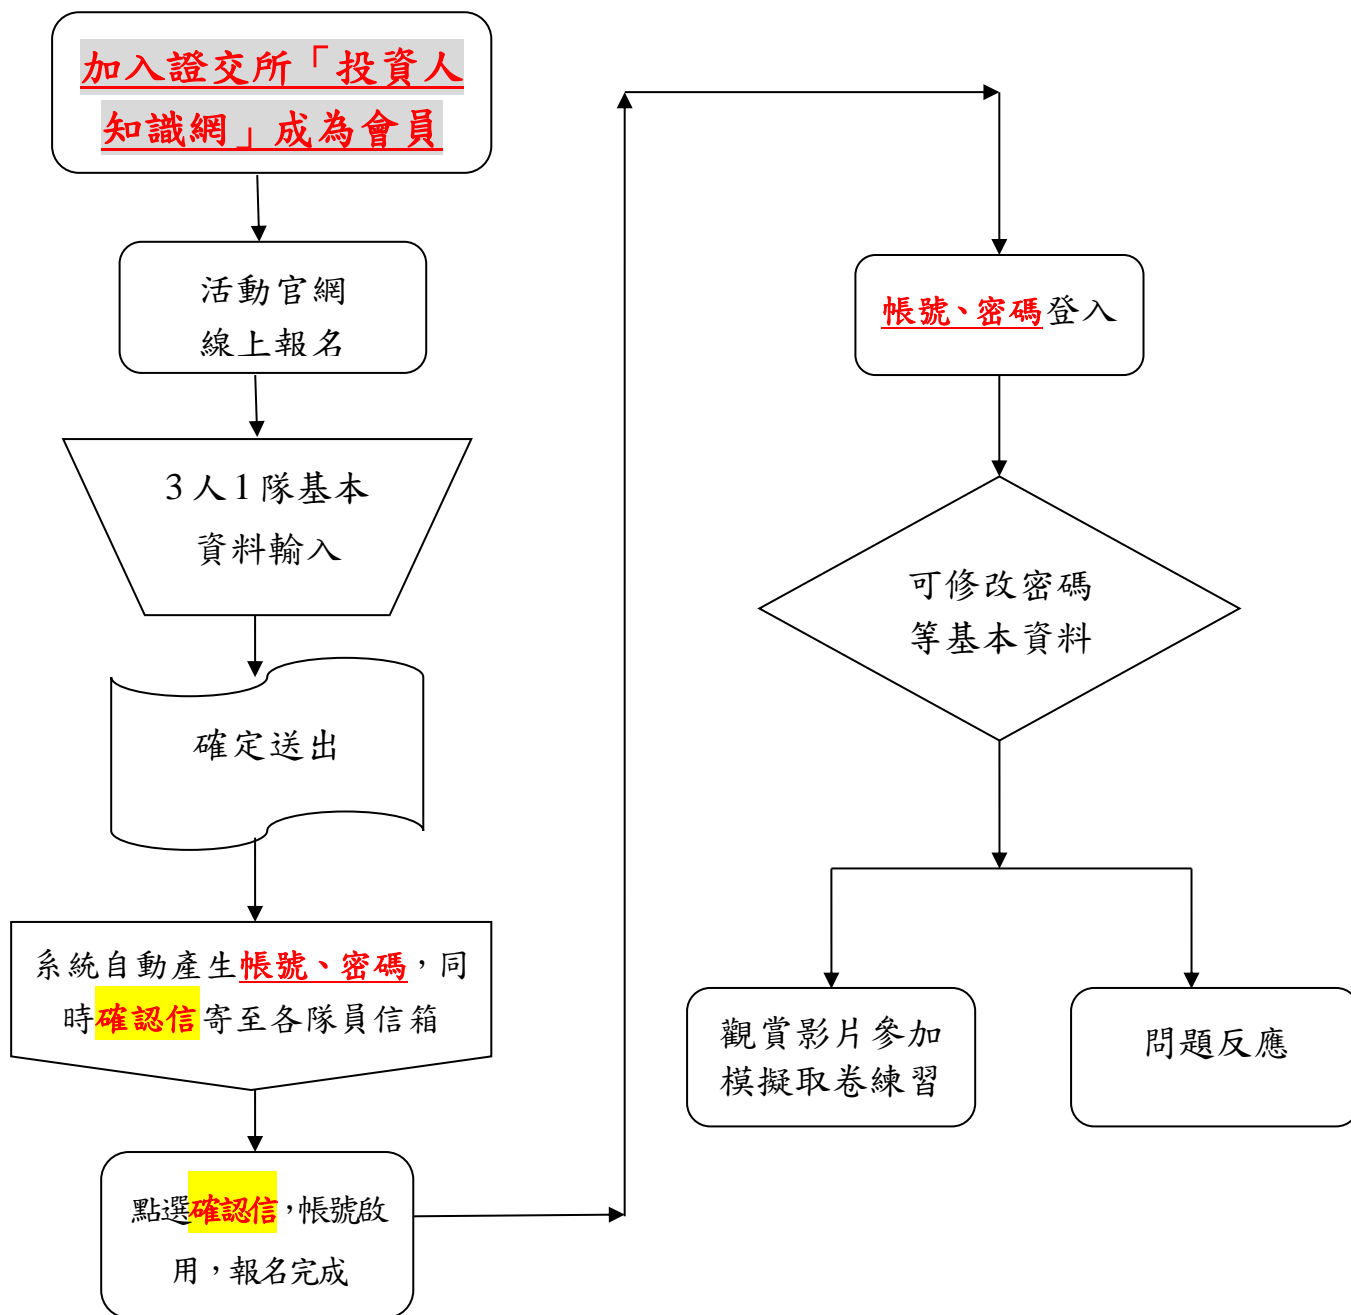 加入證交所「投資人
知識網」成為會員
活動官網
線上報名
3人1隊基本
資料輸入
確定送出
系統自動產生帳號、密碼，同
時確認信寄至各隊員信箱
點選確認信，帳號啟
用，報名完成
帳號、密碼登入
可修改密碼
等基本資料
觀賞影片參加
模擬取卷練習
問題反應